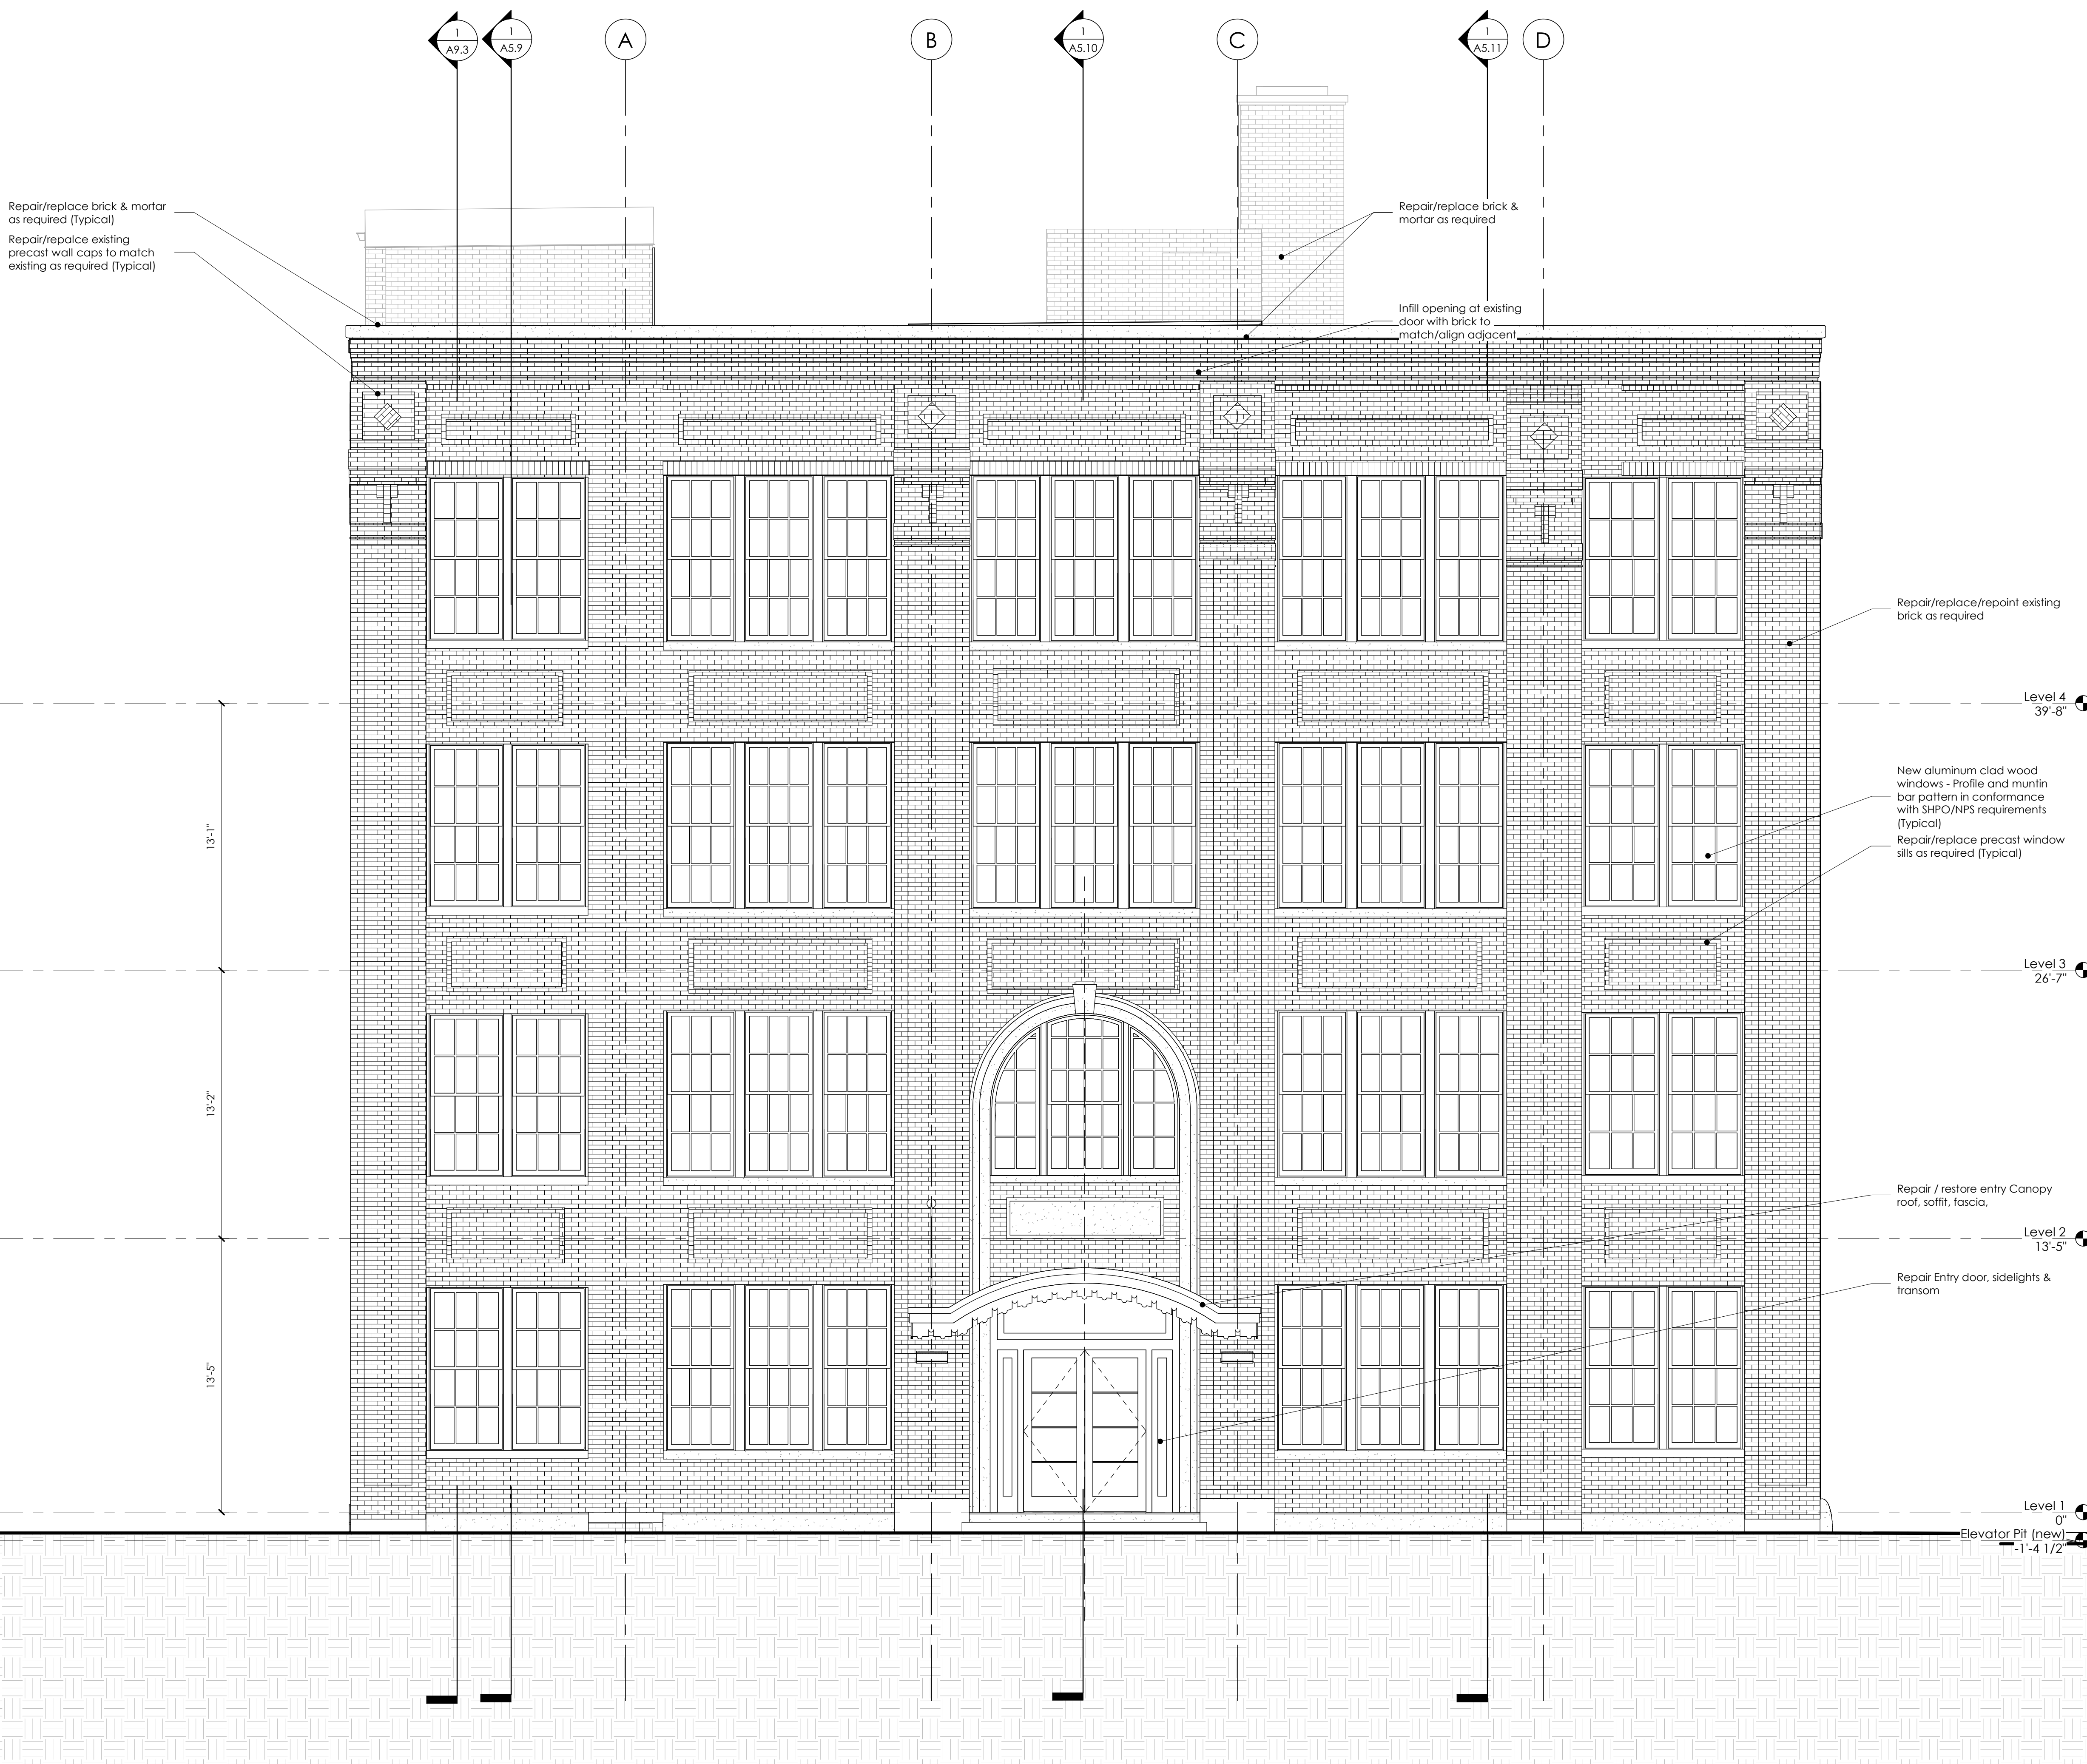 1
A9.3
1
A5.9
A
B
1
A5.10
C
1
A5.11
D
Repair/replace brick & mortar
as required (Typical)
Repair/repalce existing
precast wall caps to match
existing as required (Typical)
Repair/replace brick &
mortar as required
Infill opening at existing
door with brick to
match/align adjacent
Repair/replace/repoint existing
brick as required
Level 4
39'-8"
New aluminum clad wood
windows - Profile and muntin
bar pattern in conformance
with SHPO/NPS requirements
(Typical)
Repair/replace precast window
sills as required (Typical)
13'-1"
Level 3
26'-7"
13'-2"
Repair / restore entry Canopy
roof, soffit, fascia,
Level 2
13'-5"
Repair Entry door, sidelights &
transom
13'-5"
Level 1
0"
Elevator Pit (new)
-1'-4 1/2"